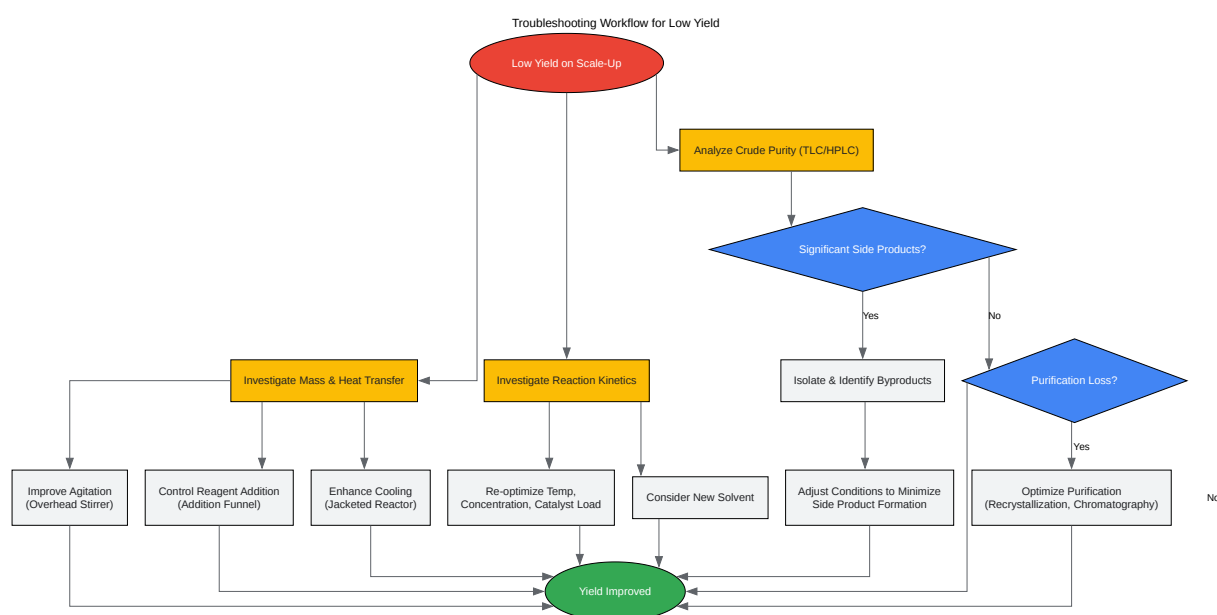 Troubleshooting Workflow for Low Yield
Low Yield on Scale-Up
Analyze Crude Purity (TLC/HPLC)
Significant Side Products?
Yes
No
Investigate Mass & Heat Transfer
Investigate Reaction Kinetics
Isolate & Identify Byproducts
Purification Loss?
Yes
Improve Agitation
(Overhead Stirrer)
Control Reagent Addition
(Addition Funnel)
Enhance Cooling
(Jacketed Reactor)
Re-optimize Temp,
Concentration, Catalyst Load
Consider New Solvent
Adjust Conditions to Minimize
Side Product Formation
Optimize Purification
(Recrystallization, Chromatography)
No
Yield Improved